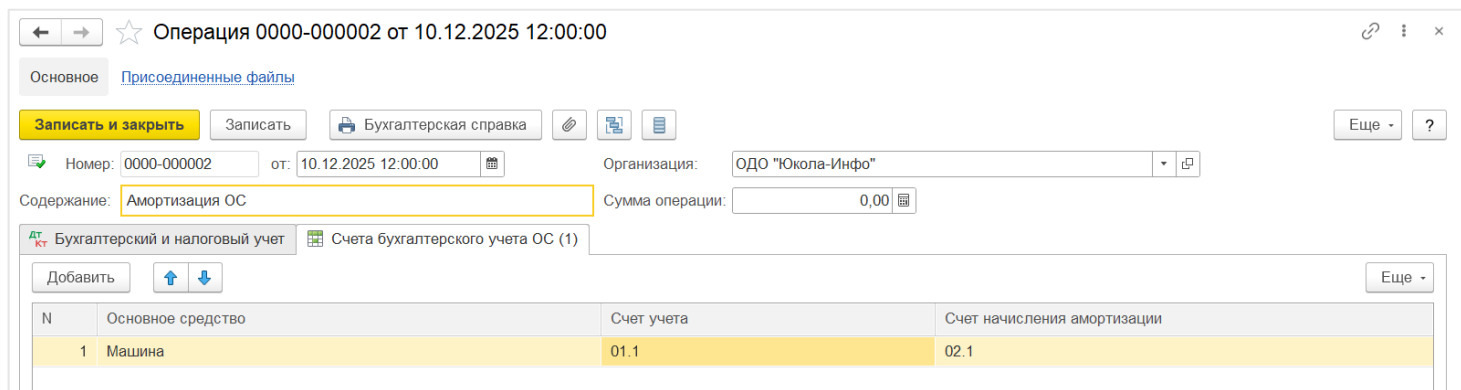 Операция 0000-000002 от 10.12.2025 12:00:00
Основное Присоединенные файлы
Записать и закрыть Записать Бухгалтерская справка Еще ?
Номер: 0000-000002 от: 10.12.2025 12:00:00 Организация: ОДО "Юкола-Инфо"
Содержание: Амортизация ОС Сумма операции: 0,00
Дт Кт Бухгалтерский и налоговый учет Счета бухгалтерского учета ОС (1)
Добавить Еще
N Основное средство Счет учета Счет начисления амортизации
1 Машина 01.1 02.1